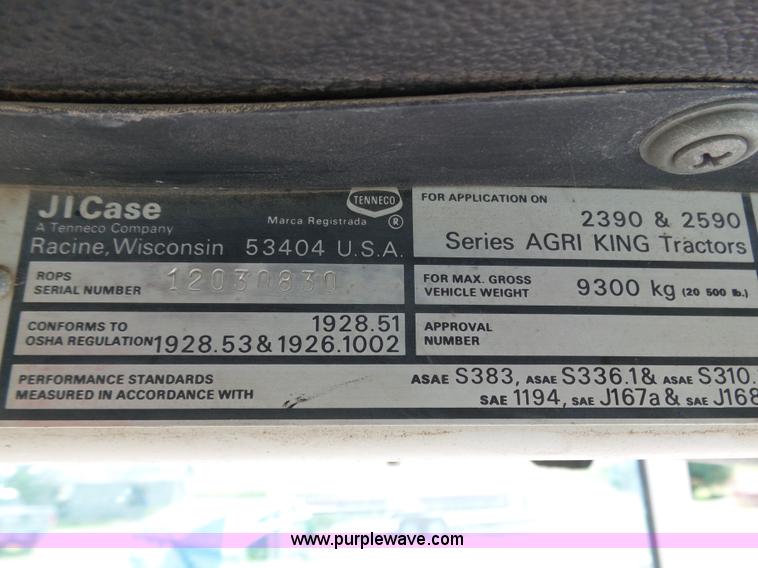 JICase
A Tenneco Company
Racine, Wisconsin 53404 U.S.A.
TENNECO
Marca Registrada ®
FOR APPLICATION ON
2390 & 2590
Series AGRI KING Tractors
ROPS
SERIAL NUMBER 12030830
FOR MAX. GROSS
VEHICLE WEIGHT 9300 kg (20 500 lb.)
CONFORMS TO 1928.51
OSHA REGULATION 1928.53 & 1926.1002
APPROVAL
NUMBER
PERFORMANCE STANDARDS
MEASURED IN ACCORDANCE WITH
ASAE S383, ASAE S336.1 & ASAE S310.
SAE 1194, SAE J167a & SAE J168
www.purplewave.com